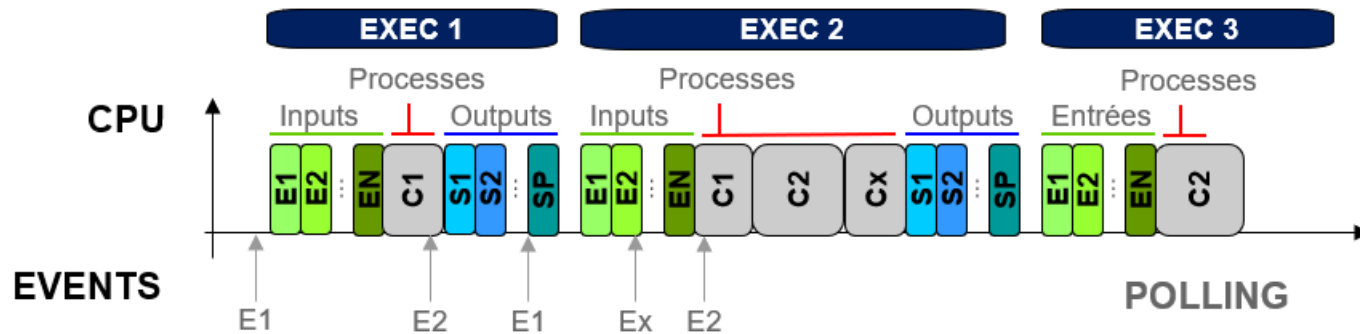 EXEC 1 EXEC 2 EXEC 3
Processes Processes Processes
CPU Inputs Outputs Inputs Outputs Entrées
E1 E2 ... EN C1 S1 S2 ... SP E1 E2 ... EN C1 C2 Cx S1 S2 ... SP E1 E2 ... EN C2
EVENTS POLLING
E1 E2 E1 Ex E2